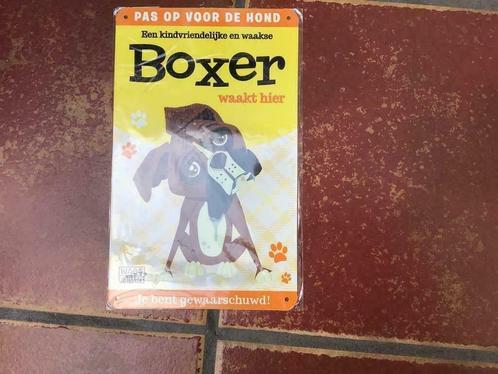 PAS OP VOOR DE HOND
Een kindvriendelijke en waakse
Boxer
waakt hier
Je bent gewaarschuwd!